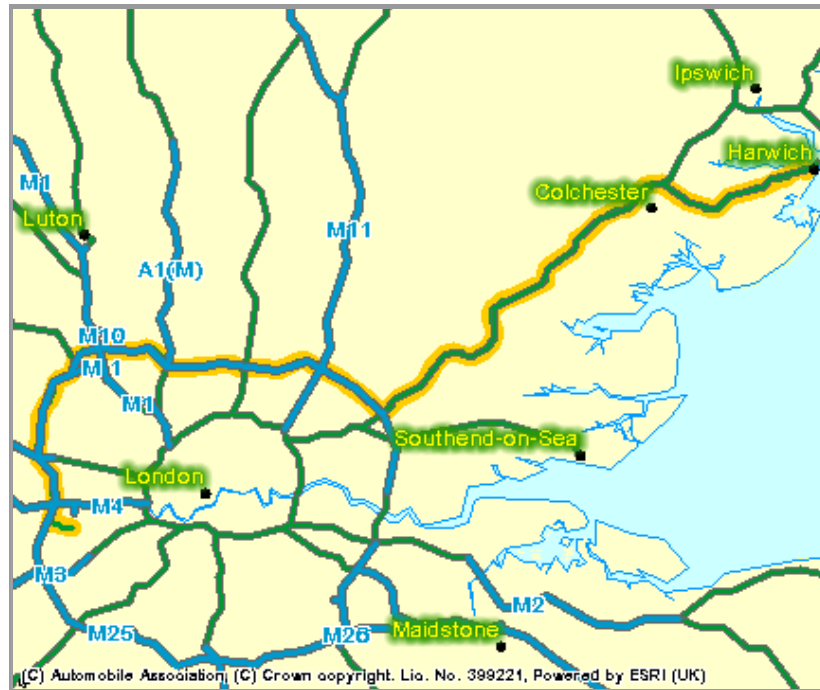 Ipswich
Harwich
M1
Colchester
Luton
M11
A1(M)
M10
M11
M1
Southend-on-Sea
London
M4
M3
M2
M25
M26
Maidstone
(C) Automobile Association, (C) Crown copyright. Lic. No. 399221, Powered by ESRI (UK)